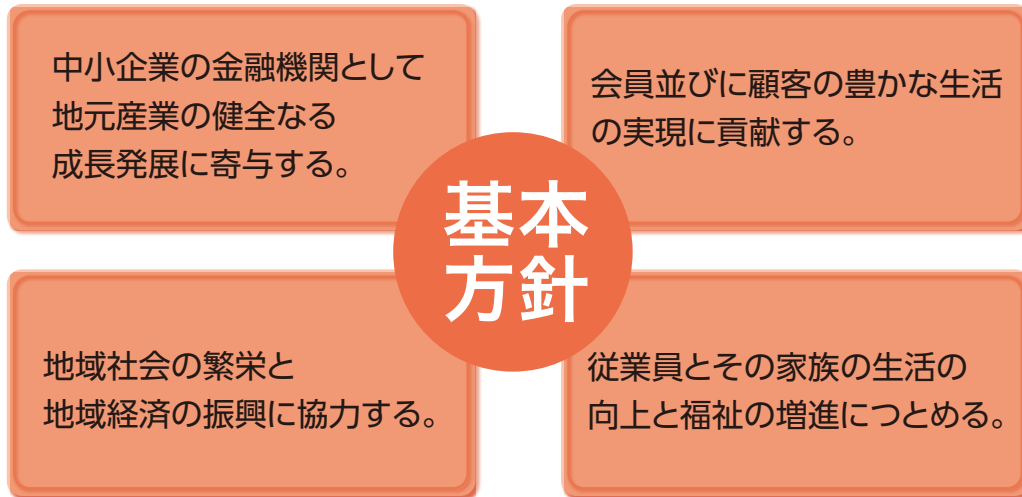 中小企業の金融機関として
地元産業の健全なる
成長発展に寄与する。
会員並びに顧客の豊かな生活
の実現に貢献する。
基本
方針
地域社会の繁栄と
地域経済の振興に協力する。
従業員とその家族の生活の
向上と福祉の増進につとめる。